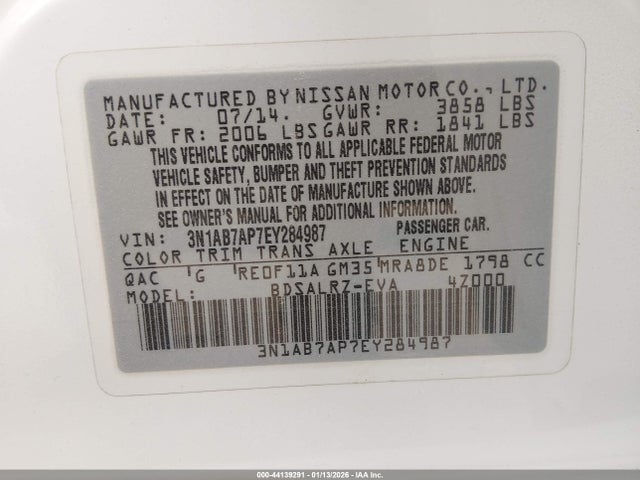 MANUFACTURED BY NISSAN MOTOR CO., LTD.
DATE: 07/14. GVWR: 3858 LBS
GAWR FR: 2006 LBS GAWR RR: 1841 LBS
THIS VEHICLE CONFORMS TO ALL APPLICABLE FEDERAL MOTOR
VEHICLE SAFETY, BUMPER AND THEFT PREVENTION STANDARDS
IN EFFECT ON THE DATE OF MANUFACTURE SHOWN ABOVE.
SEE OWNER'S MANUAL FOR ADDITIONAL INFORMATION.
VIN: 3N1AB7AP7EY284987 PASSENGER CAR.
COLOR TRIM TRANS AXLE ENGINE
QAC G RE0F11A GM35 MRA8DE 1798 CC
MODEL: BDSALRZ-EVA 4Z000
3N1AB7AP7EY284987
000-44139291 - 01/13/2026 - IAA, Inc.